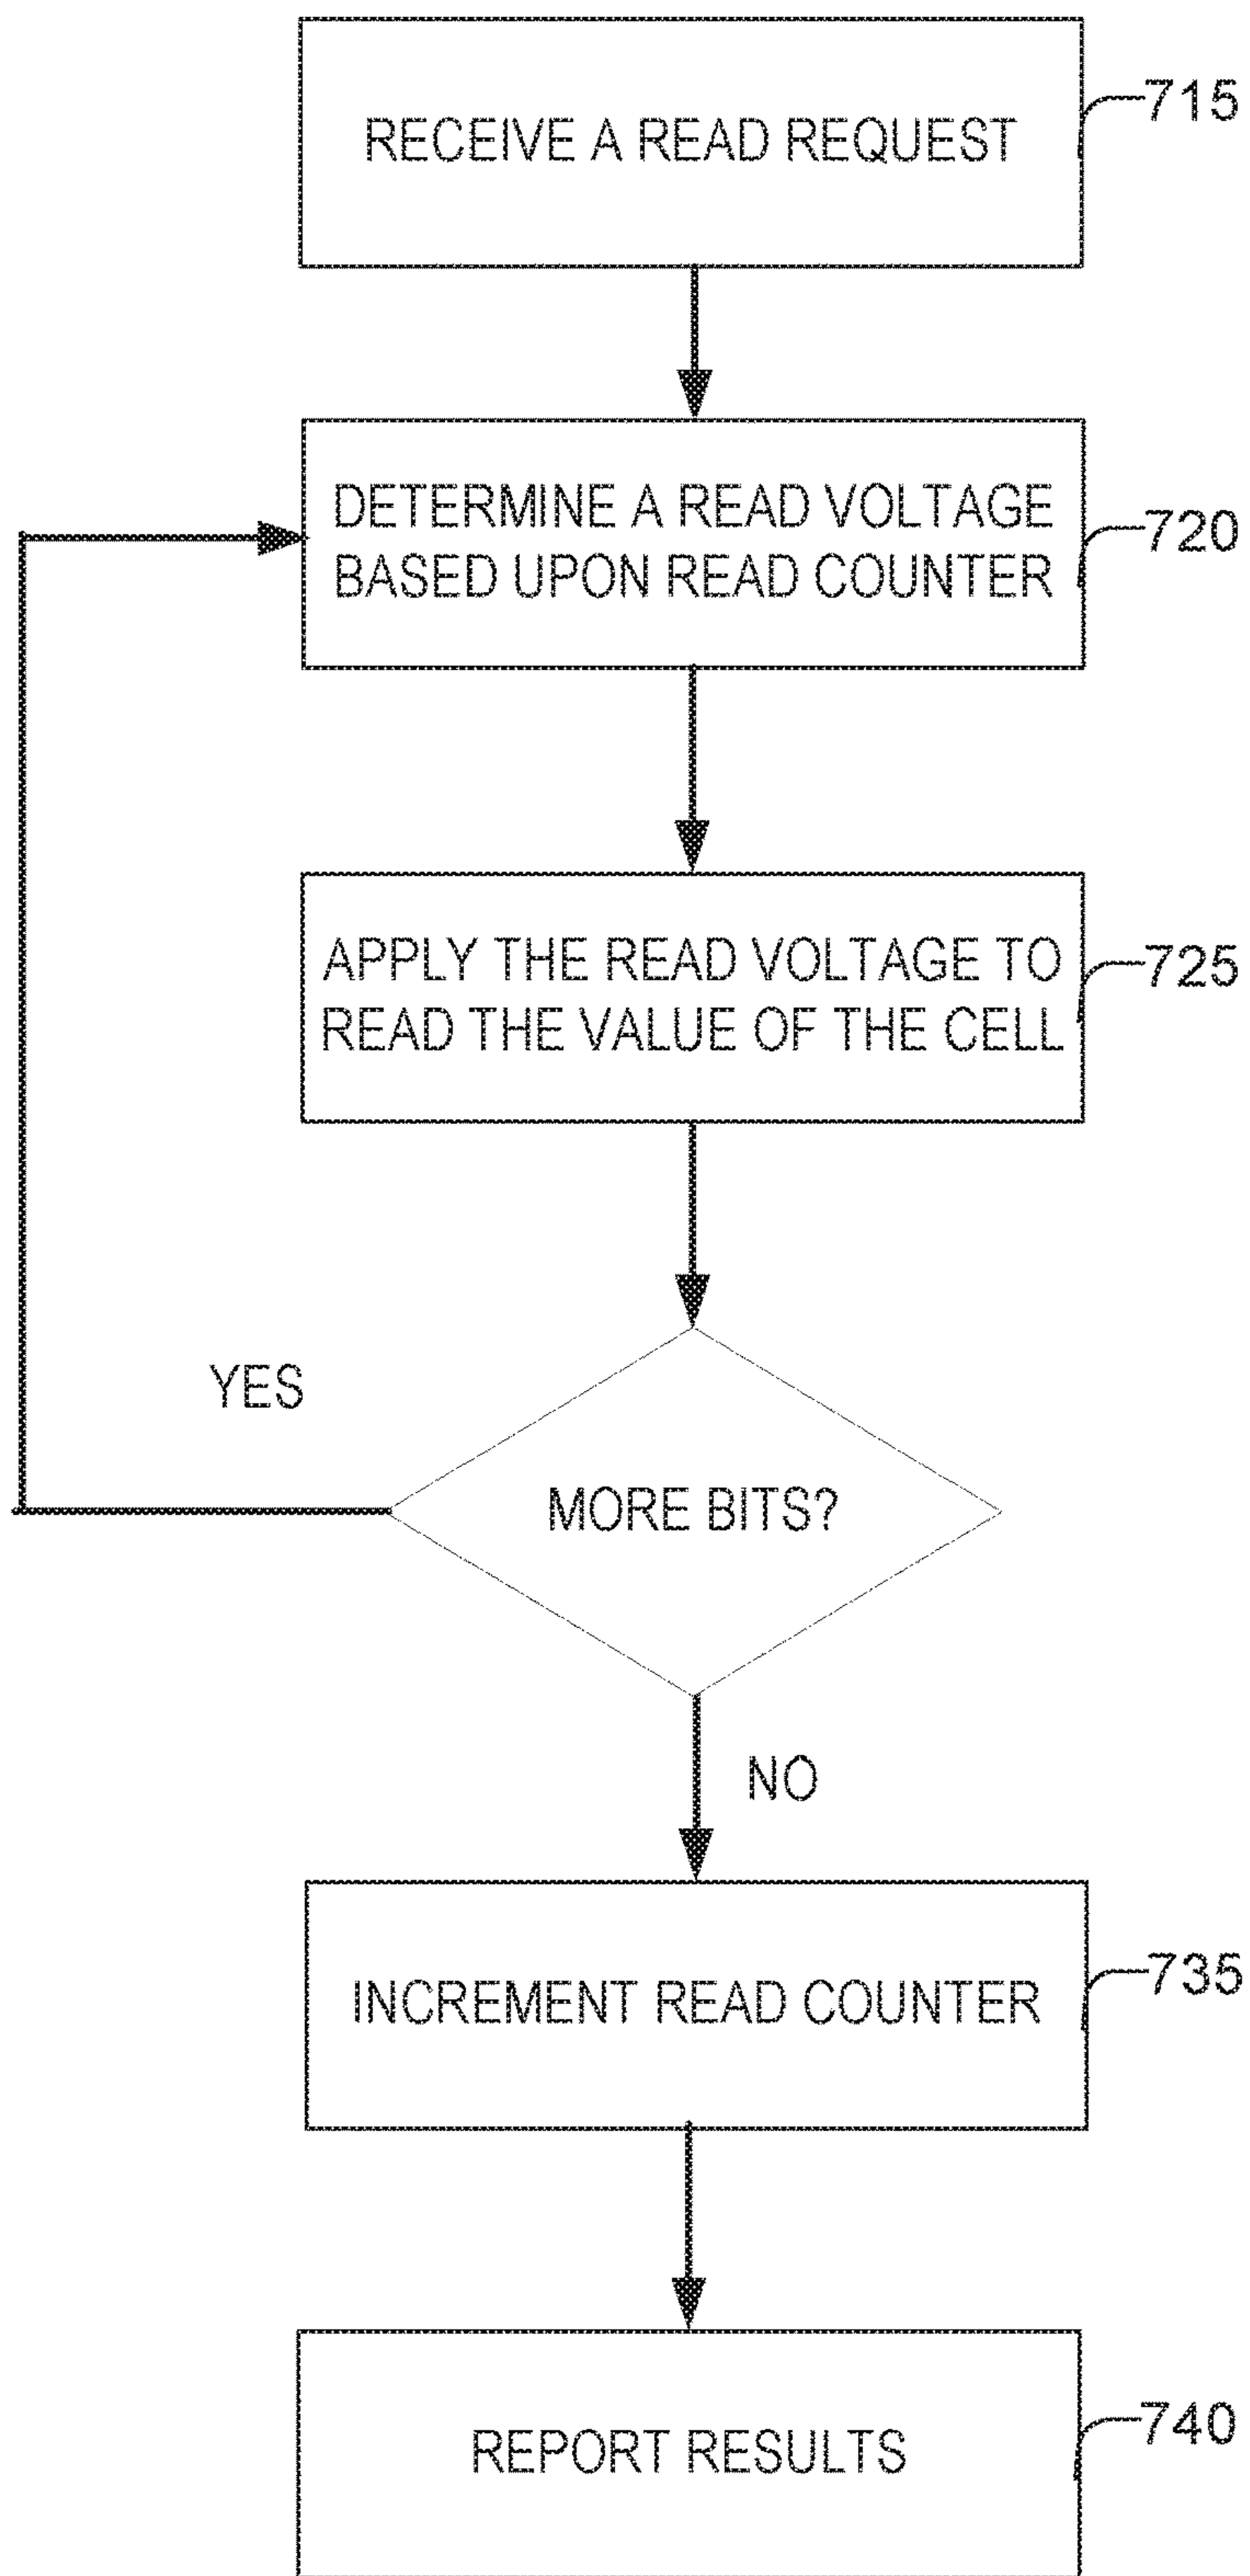 RECEIVE A READ REQUEST
715
DETERMINE A READ VOLTAGE
BASED UPON READ COUNTER
720
APPLY THE READ VOLTAGE TO
READ THE VALUE OF THE CELL
725
YES
MORE BITS?
NO
INCREMENT READ COUNTER
735
REPORT RESULTS
740